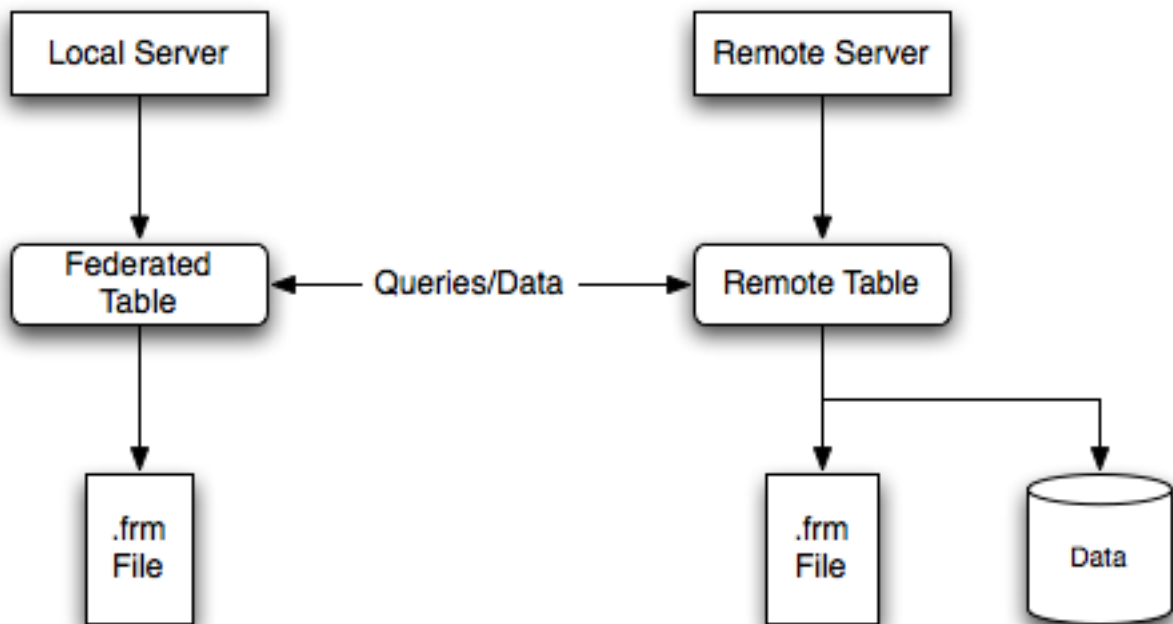 Local Server
Remote Server
Federated
Table
Queries/Data
Remote Table
.frm
File
.frm
File
Data